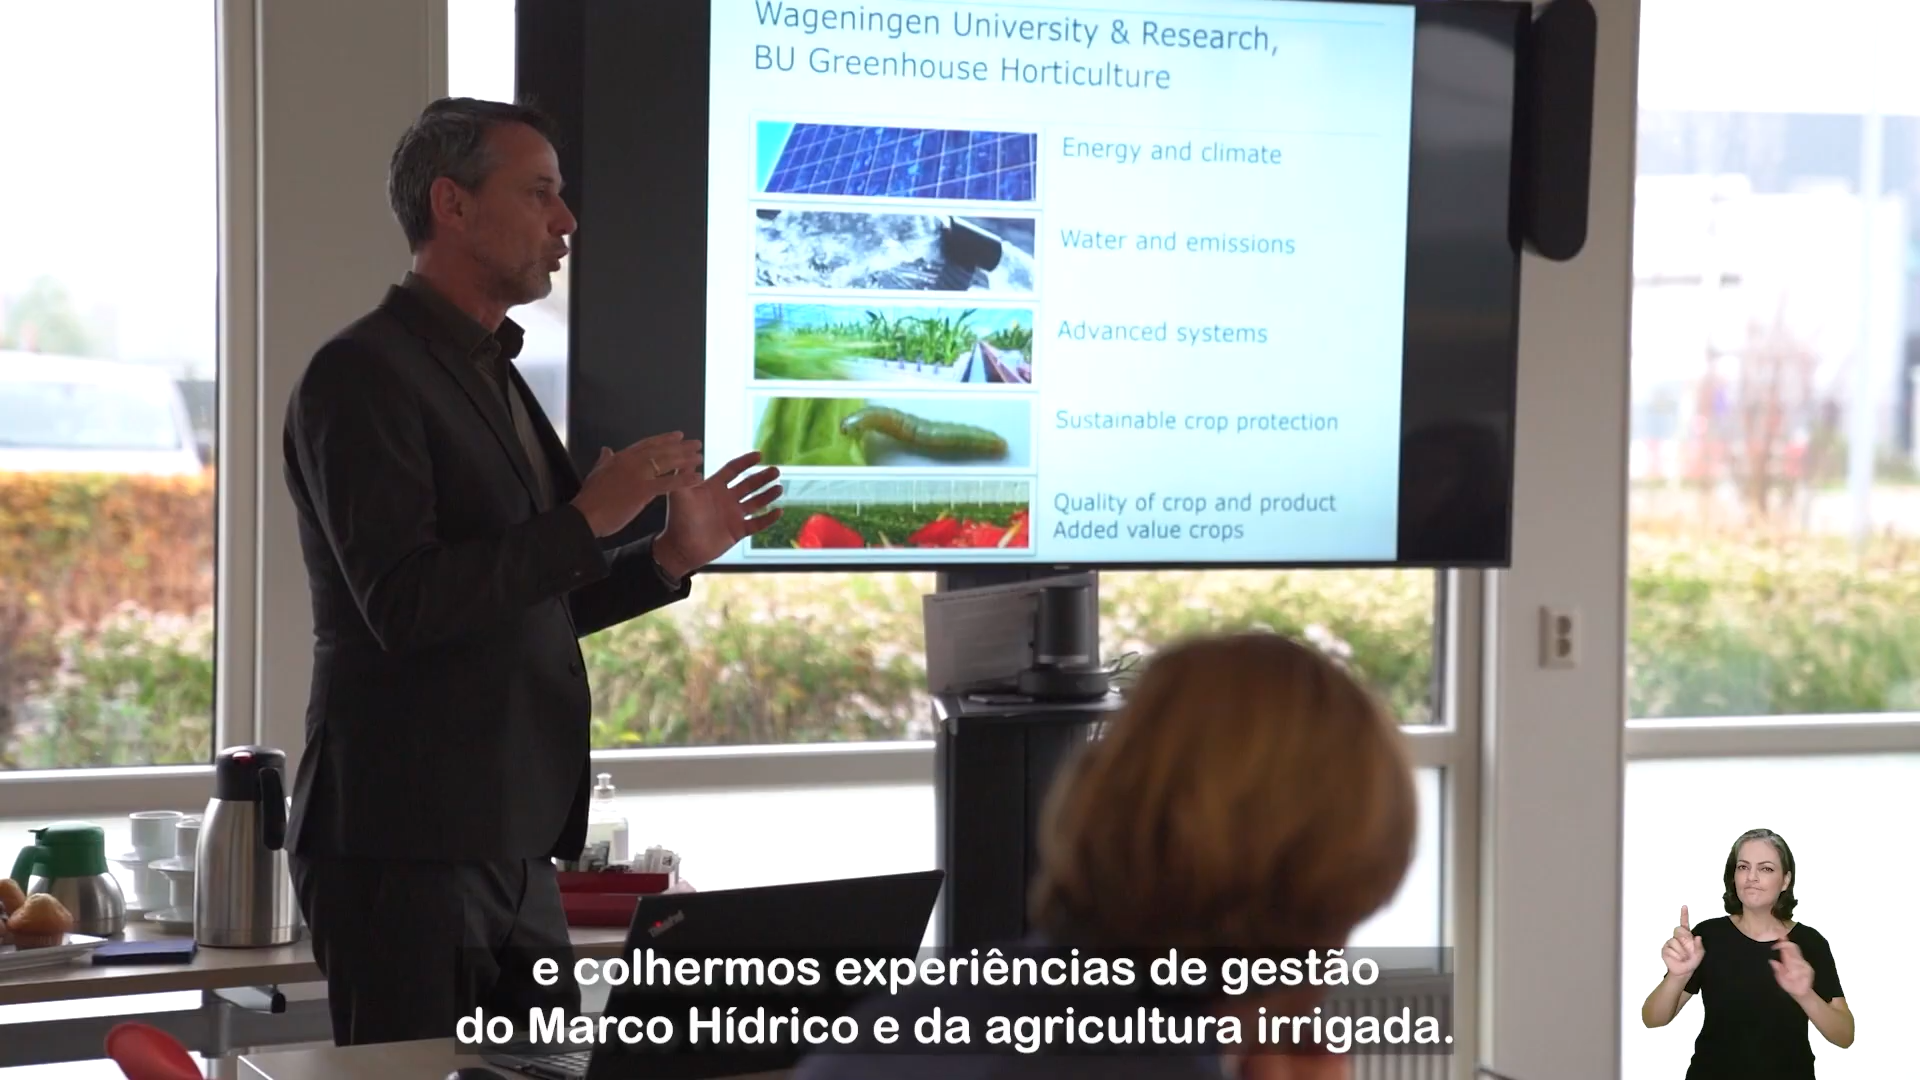 Wageningen University & Research,
BU Greenhouse Horticulture
Energy and climate
Water and emissions
Advanced systems
Sustainable crop protection
Quality of crop and product
Added value crops
e colhermos experiências de gestão
do Marco Hídrico e da agricultura irrigada.